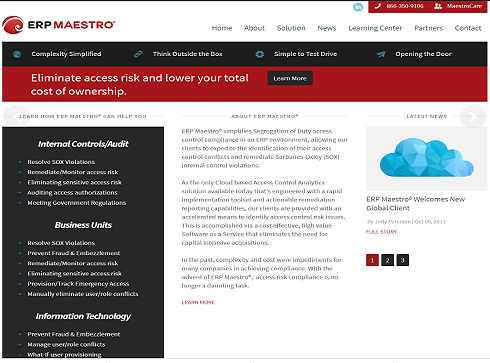 866-350-9106
MaestroCare
ERP MAESTRO®
Home About Solution News Learning Center Partners Contact
Complexity Simplified Think Outside the Box Simple to Test Drive Opening the Door
Eliminate access risk and lower your total
cost of ownership.
Learn More
LEARN HOW ERP MAESTRO® CAN HELP YOU
Internal Controls/Audit
Resolve SOX Violations
Remediate/Monitor access risk
Eliminating sensitive access risk
Auditing access authorizations
Meeting Government Regulations
Business Units
Resolve SOX Violations
Prevent Fraud & Embezzlement
Remediate/Monitor access risk
Eliminating sensitive access risk
Provision/Track Emergency Access
Manually eliminate user/role conflicts
Information Technology
Prevent Fraud & Embezzlement
Manage user/role conflicts
What-If user provisioning
ABOUT ERP MAESTRO®
ERP Maestro® simplifies Segregation of Duty access
control compliance in an ERP environment, allowing our
clients to expedite the identification of their access
control conflicts and remediate Sarbanes-Oxley (SOX)
internal control violations.
As the only Cloud based Access Control Analytics
solution available today that's engineered with a rapid
implementation toolset and actionable remediation
reporting capabilities, our clients are provided with an
accelerated means to identify access control risk issues.
This is accomplished via a cost effective, high value
Software as a Service that eliminates the need for
capital intensive acquisitions.
In the past, complexity and cost were impediments for
many companies in achieving compliance. With the
advent of ERP Maestro®, access risk compliance is no
longer a daunting task.
LEARN MORE
LATEST NEWS
ERP Maestro® Welcomes New
Global Client
By Jody Paterson | Oct 06, 2013
FULL STORY
1 2 3